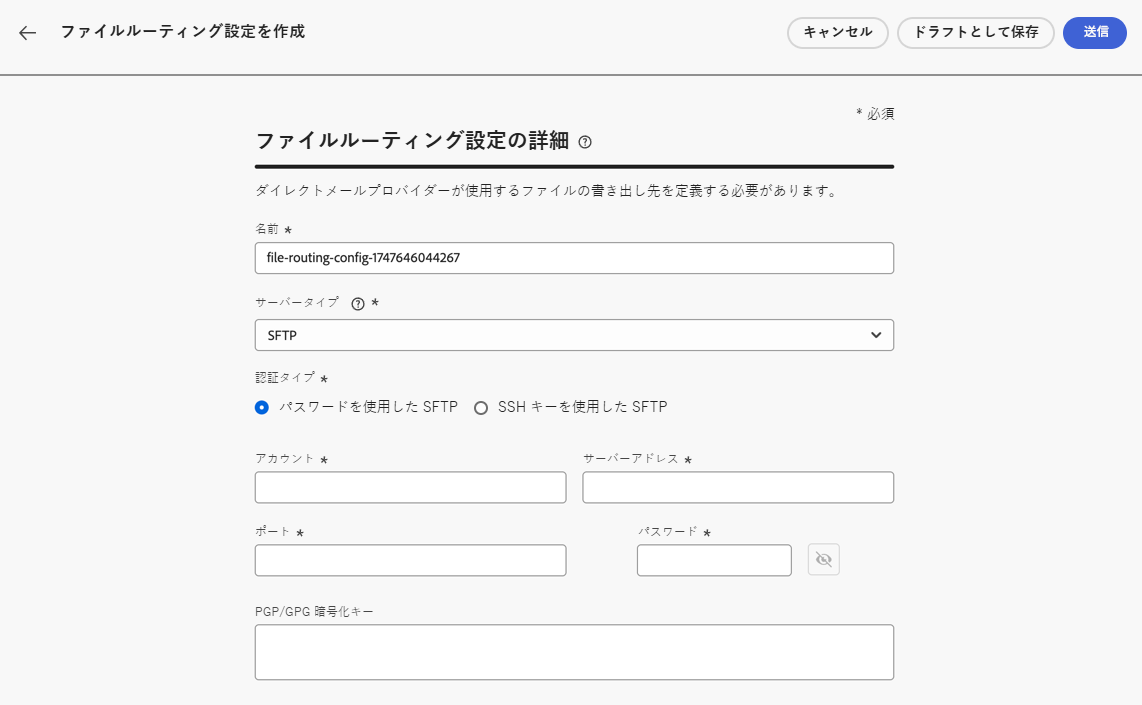 ファイルルーティング設定を作成
キャンセル
ドラフトとして保存
送信
* 必須
ファイルルーティング設定の詳細
ダイレクトメールプロバイダーが使用するファイルの書き出し先を定義する必要があります。
名前 *
file-routing-config-1747646044267
サーバータイプ *
SFTP
認証タイプ *
パスワードを使用した SFTP
SSH キーを使用した SFTP
アカウント *
サーバーアドレス *
ポート *
パスワード *
PGP/GPG 暗号化キー